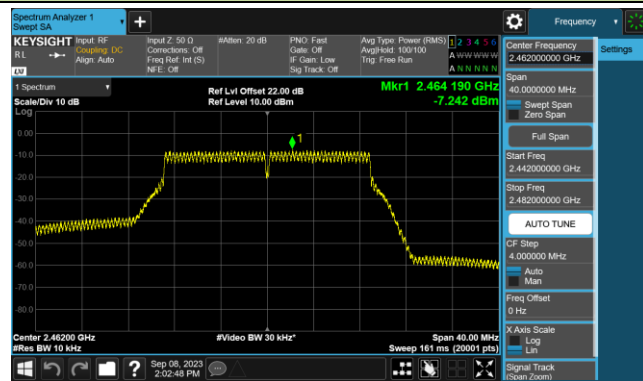 Spectrum Analyzer 1
Swept SA
+
Frequency
KEYSIGHT
Input: RF
Coupling: DC
Align: Auto
Input Z: 50 Ω
Corrections: Off
Freq Ref: Int (S)
NFE: Off
#Atten: 20 dB
PNO: Fast
Gate: Off
IF Gain: Low
Sig Track: Off
Avg Type: Power (RMS)
Avg|Hold: 100/100
Trig: Free Run
1 2 3 4 5 6
A W W W W W
A N N N N N
R L
LXI
1 Spectrum
Scale/Div 10 dB
Log
Ref Lvl Offset 22.00 dB
Ref Level 10.00 dBm
Mkr1 2.464 190 GHz
-7.242 dBm
1
0.00
-10.0
-20.0
-30.0
-40.0
-50.0
-60.0
-70.0
-80.0
Center 2.46200 GHz
#Res BW 10 kHz
#Video BW 30 kHz*
Span 40.00 MHz
Sweep 161 ms (20001 pts)
Sep 08, 2023
2:02:48 PM
Center Frequency
2.462000000 GHz
Settings
Span
40.0000000 MHz
Swept Span
Zero Span
Full Span
Start Freq
2.442000000 GHz
Stop Freq
2.482000000 GHz
AUTO TUNE
CF Step
4.000000 MHz
Auto
Man
Freq Offset
0 Hz
X Axis Scale
Log
Lin
Signal Track
(Span Zoom)